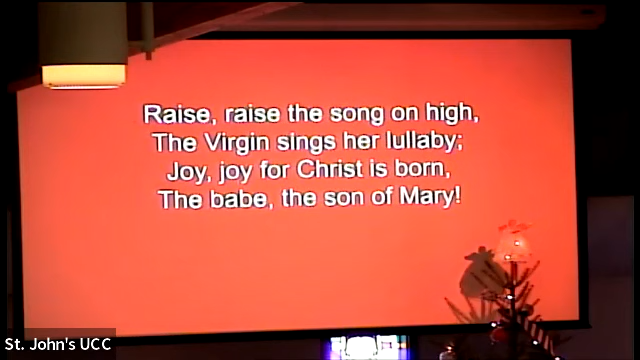 Raise, raise the song on high,
The Virgin sings her lullaby;
Joy, joy for Christ is born,
The babe, the son of Mary!
St. John's UCC